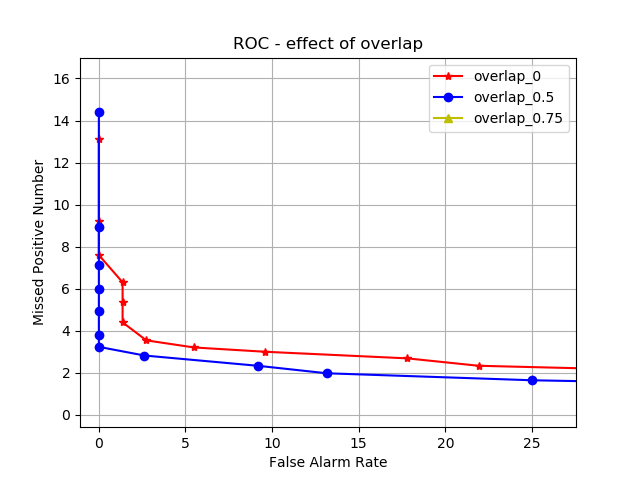 ROC - effect of overlap
overlap_0
overlap_0.5
overlap_0.75
Missed Positive Number
16
14
12
10
8
6
4
2
0
0
5
10
15
20
25
False Alarm Rate